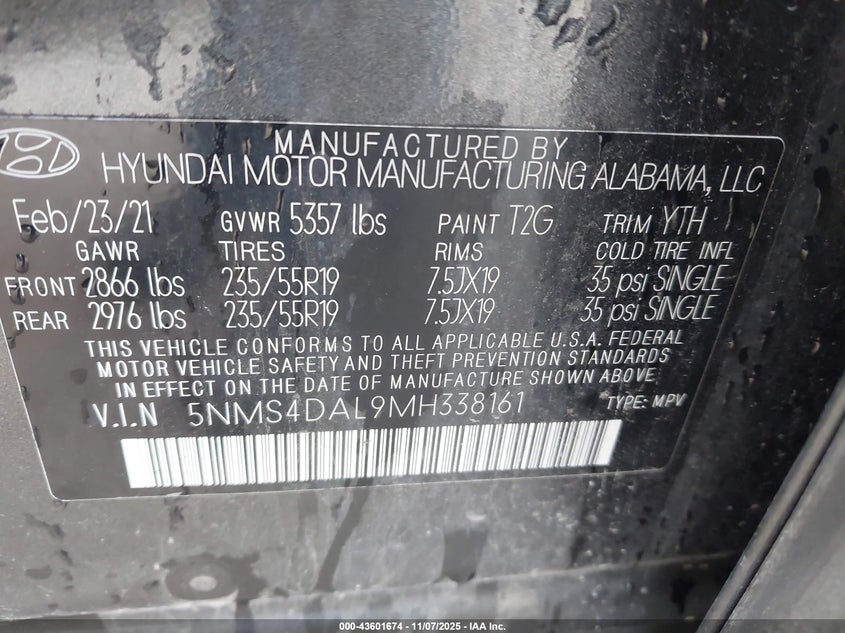 MANUFACTURED BY
HYUNDAI MOTOR MANUFACTURING ALABAMA, LLC
Feb/23/21 GVWR 5357 lbs PAINT T2G TRIM YTH
GAWR TIRES RIMS COLD TIRE INFL
FRONT 2866 lbs 235/55R19 7.5JX19 35 psi SINGLE
REAR 2976 lbs 235/55R19 7.5JX19 35 psi SINGLE
THIS VEHICLE CONFORMS TO ALL APPLICABLE U.S.A. FEDERAL
MOTOR VEHICLE SAFETY AND THEFT PREVENTION STANDARDS
IN EFFECT ON THE DATE OF MANUFACTURE SHOWN ABOVE.
V.I.N 5NMS4DAL9MH338161 TYPE: MPV
000-43601674 - 11/07/2025 - IAA Inc.